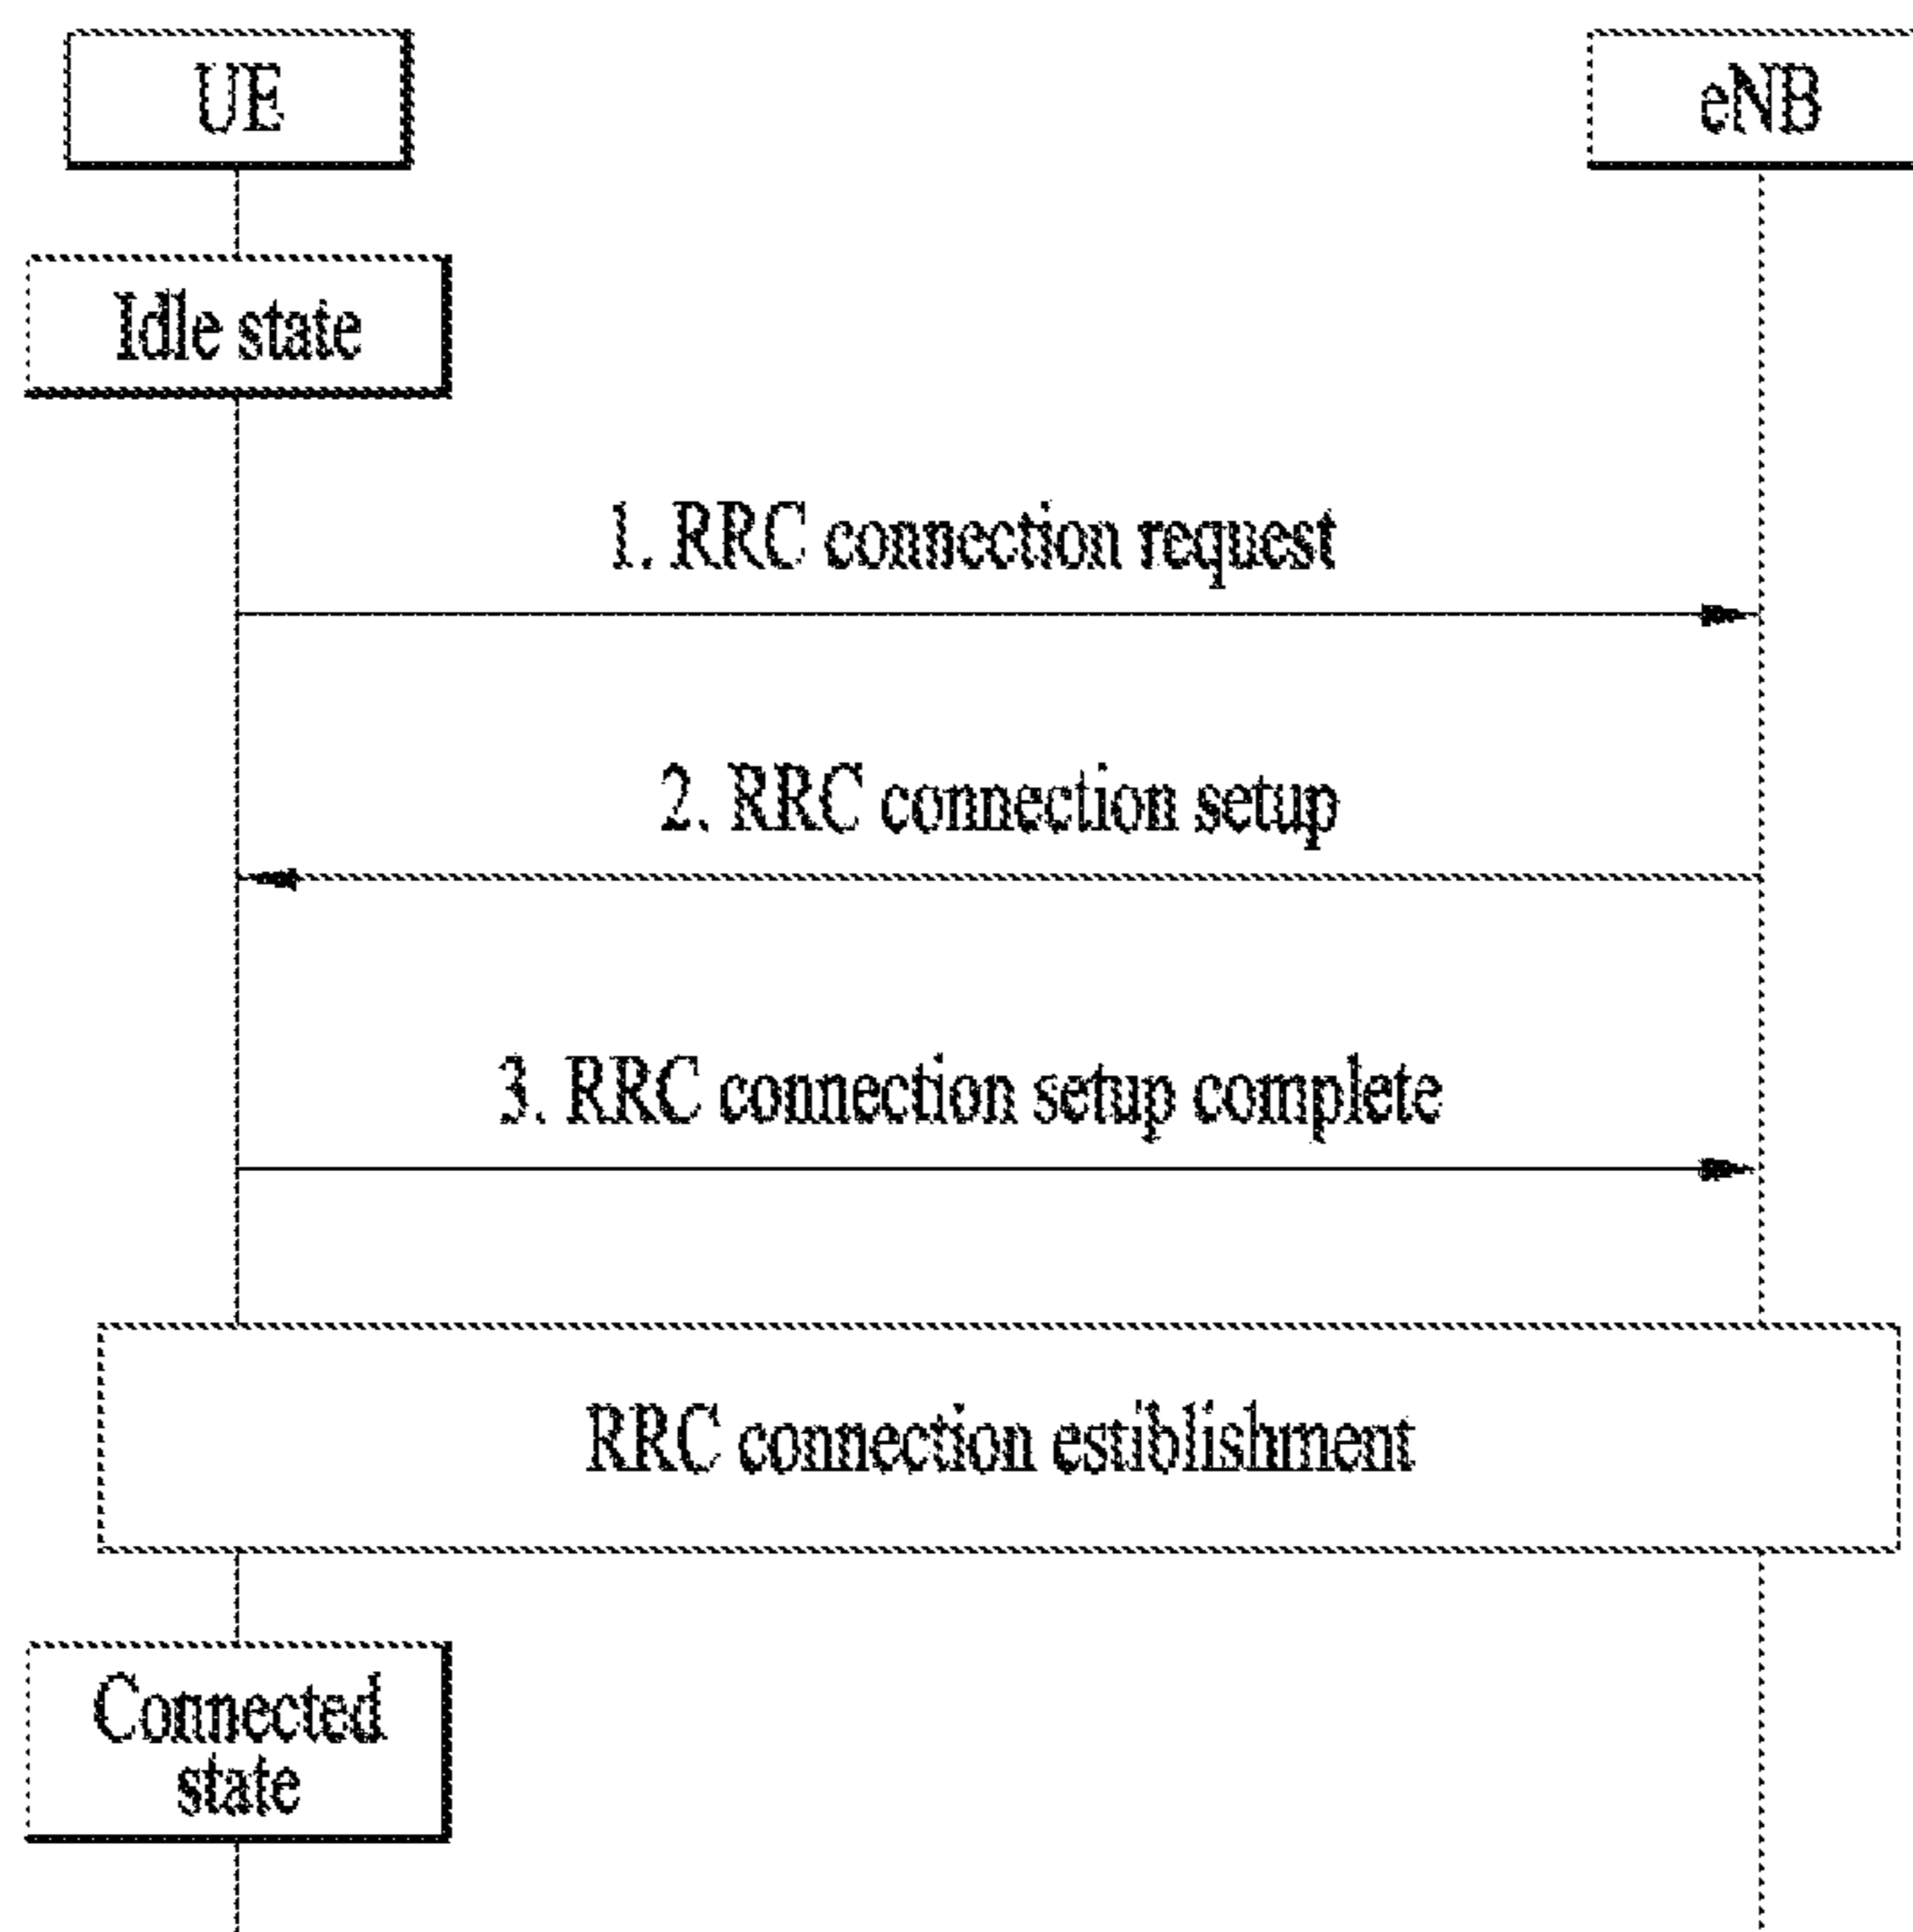 UE
eNB
Idle state
1. RRC connection request
2. RRC connection setup
3. RRC connection setup complete
RRC connection estiblishment
Connected
state